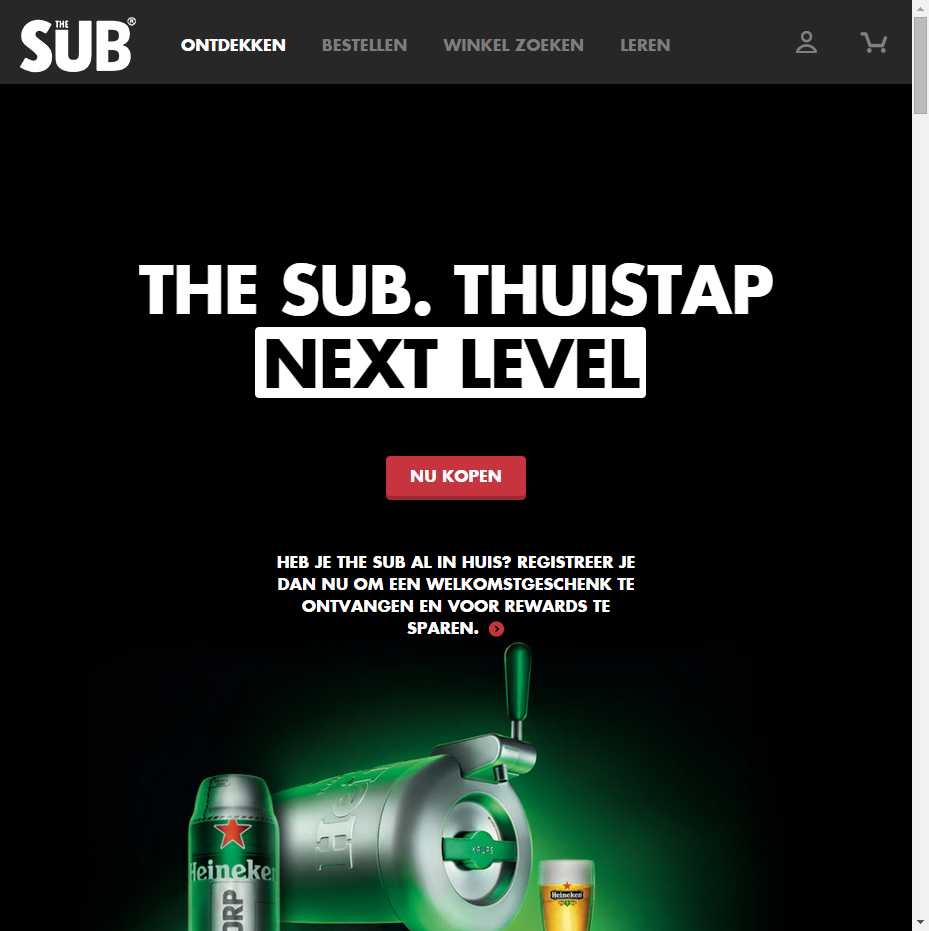 THE
SUB®
ONTDEKKEN
BESTELLEN
WINKEL ZOEKEN
LEREN
THE SUB. THUISTAP
NEXT LEVEL
NU KOPEN
HEB JE THE SUB AL IN HUIS? REGISTREER JE
DAN NU OM EEN WELKOMSTGESCHENK TE
ONTVANGEN EN VOOR REWARDS TE
SPAREN.
KRUPS
Heineken
Heineken